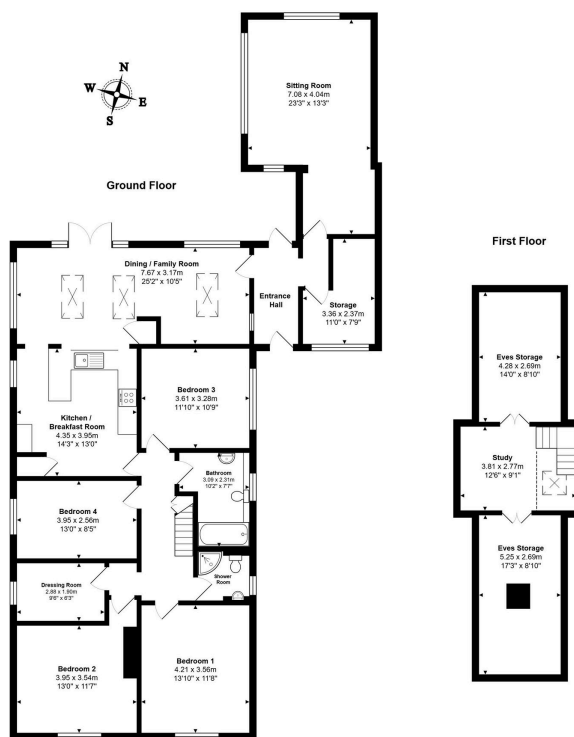 N
W
E
S
Ground Floor
Sitting Room
7.08 x 4.04m
23'3" x 13'3"
Dining / Family Room
7.67 x 3.17m
25'2" x 10'5"
Entrance
Hall
Storage
3.36 x 2.37m
11'0" x 7'9"
Kitchen /
Breakfast Room
4.35 x 3.95m
14'3" x 13'0"
Bedroom 3
3.61 x 3.28m
11'10" x 10'9"
Bathroom
3.09 x 2.31m
10'2" x 7'7"
Bedroom 4
3.95 x 2.56m
13'0" x 8'5"
Dressing Room
2.88 x 1.90m
9'6" x 6'3"
Shower
Room
Bedroom 2
3.95 x 3.54m
13'0" x 11'7"
Bedroom 1
4.21 x 3.56m
13'10" x 11'8"
First Floor
Eves Storage
4.28 x 2.69m
14'0" x 8'10"
Study
3.81 x 2.77m
12'6" x 9'1"
Eves Storage
5.25 x 2.69m
17'3" x 8'10"